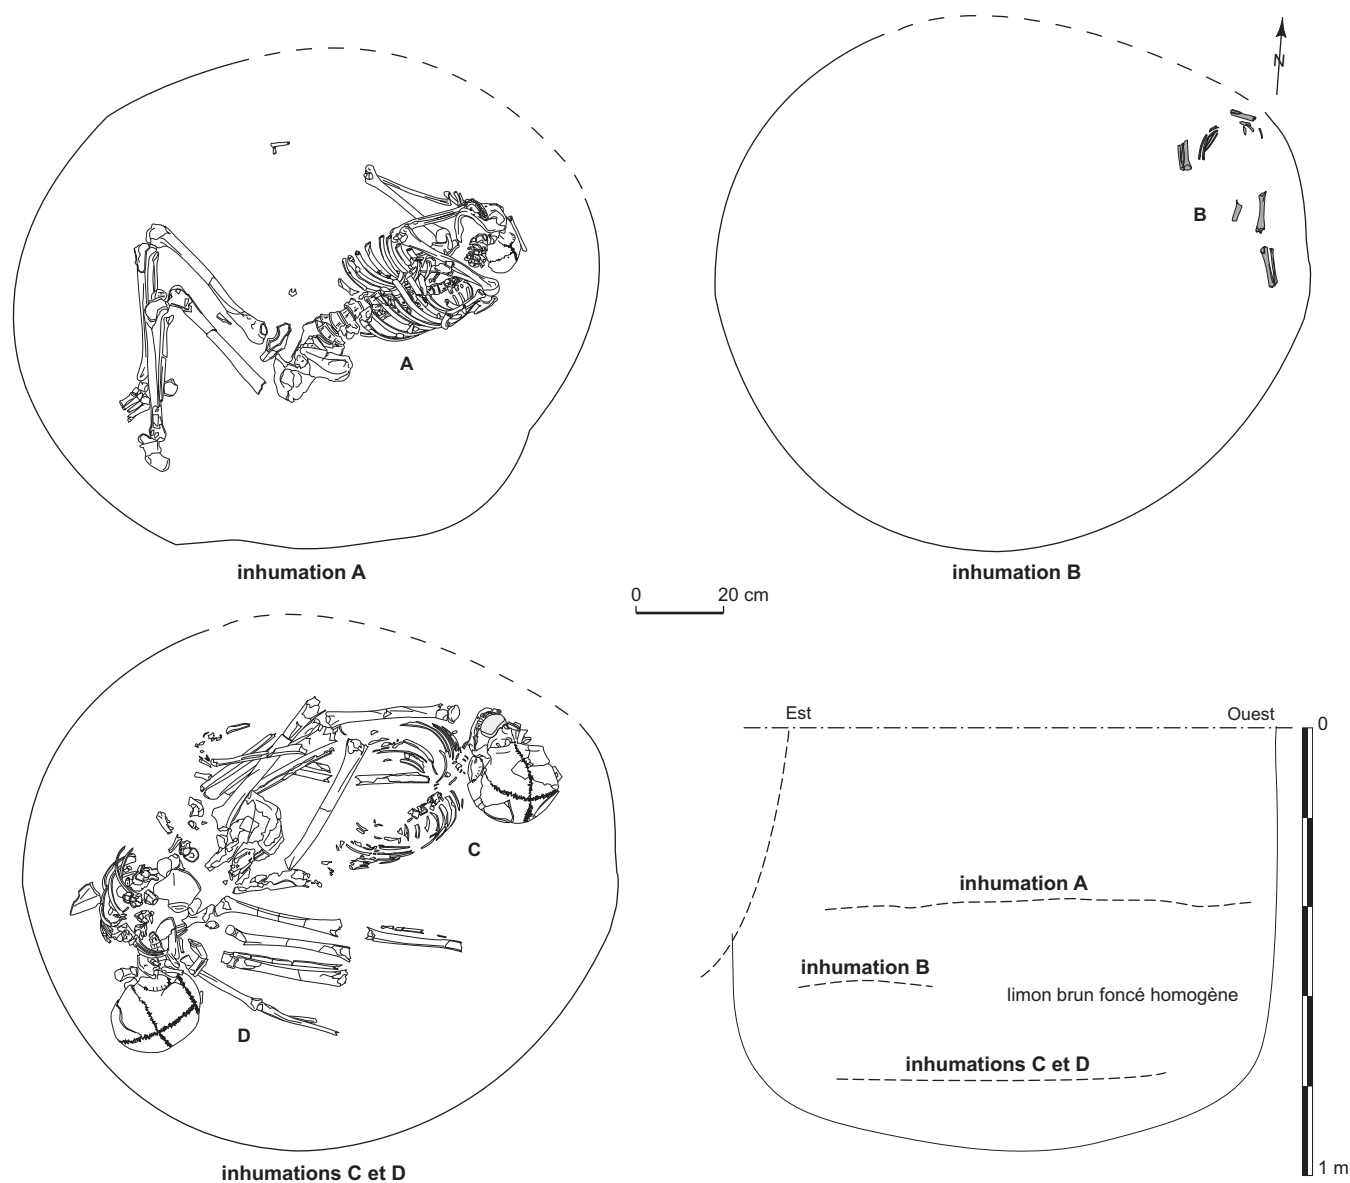 N
B
A
inhumation A
inhumation B
0 20 cm
Est
Ouest
0
C
D
inhumation A
inhumation B
limon brun foncé homogène
inhumations C et D
1 m
inhumations C et D